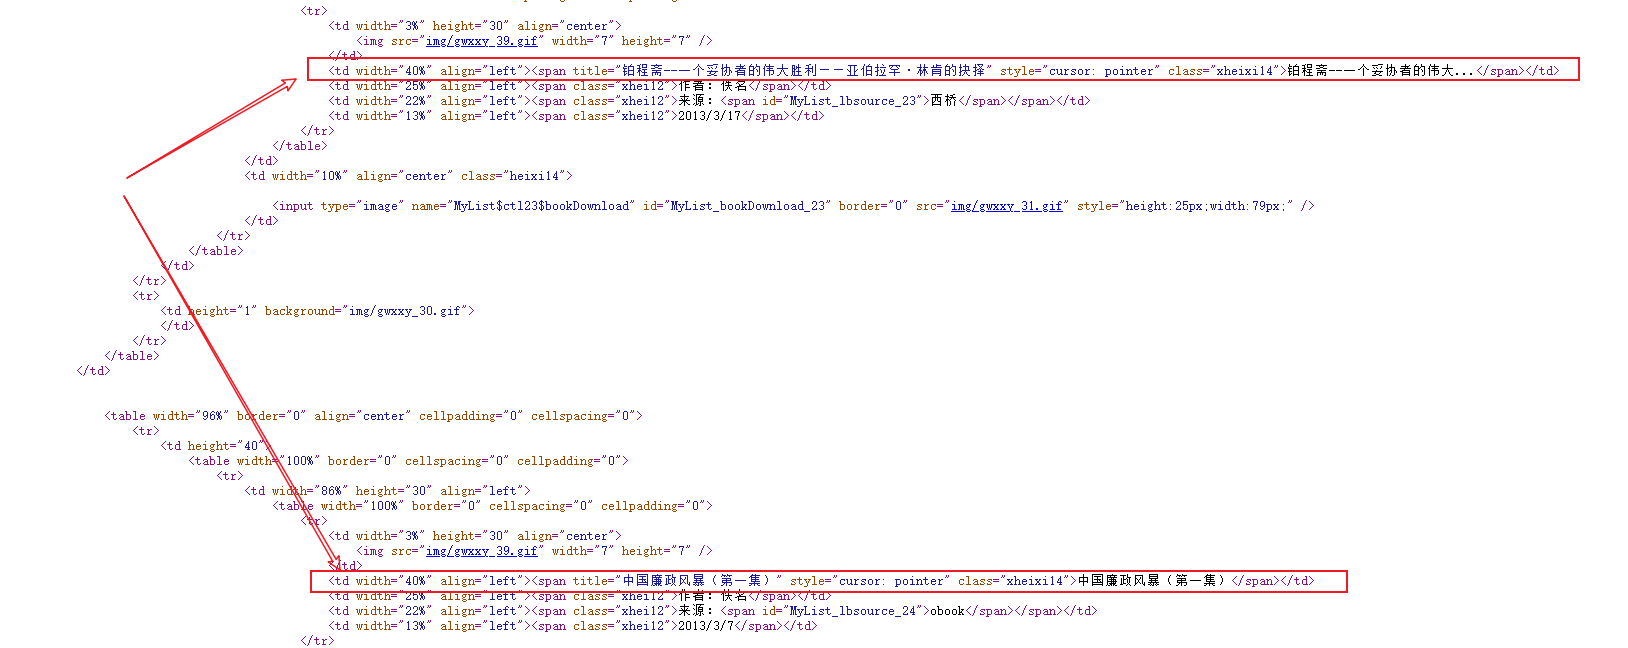 <tr>
<td width="3%" height="30" align="center">
<img src="img/gwxxy_39.gif" width="7" height="7" />
</td>
<td width="40%" align="left"><span title="铂程斋--一个妥协者的伟大胜利－－亚伯拉罕·林肯的抉择" style="cursor: pointer" class="xheixi14">铂程斋--一个妥协者的伟大...</span></td>
<td width="25%" align="left"><span class="xhei12">作者: 佚名</span></td>
<td width="22%" align="left"><span class="xhei12">来源: <span id="MyList_lbsource_23">西桥</span></span></td>
<td width="13%" align="left"><span class="xhei12">2013/3/17</span></td>
</tr>
</table>
</td>
<td width="10%" align="center" class="heixi14">
<input type="image" name="MyList$ctl23$bookDownload" id="MyList_bookDownload_23" border="0" src="img/gwxxy_31.gif" style="height:25px;width:79px;" />
</td>
</tr>
</table>
</td>
</tr>
<tr>
<td height="1" background="img/gwxxy_30.gif">
</td>
</tr>
</table>
</td>
<table width="96%" border="0" align="center" cellpadding="0" cellspacing="0">
<tr>
<td height="40">
<table width="100%" border="0" cellspacing="0" cellpadding="0">
<tr>
<td width="86%" height="30" align="left">
<table width="100%" border="0" cellspacing="0" cellpadding="0">
<tr>
<td width="3%" height="30" align="center">
<img src="img/gwxxy_39.gif" width="7" height="7" />
</td>
<td width="40%" align="left"><span title="中国廉政风暴（第一集）" style="cursor: pointer" class="xheixi14">中国廉政风暴（第一集）</span></td>
<td width="25%" align="left"><span class="xhei12">作者: 佚名</span></td>
<td width="22%" align="left"><span class="xhei12">来源: <span id="MyList_lbsource_24">obook</span></span></td>
<td width="13%" align="left"><span class="xhei12">2013/3/7</span></td>
</tr>